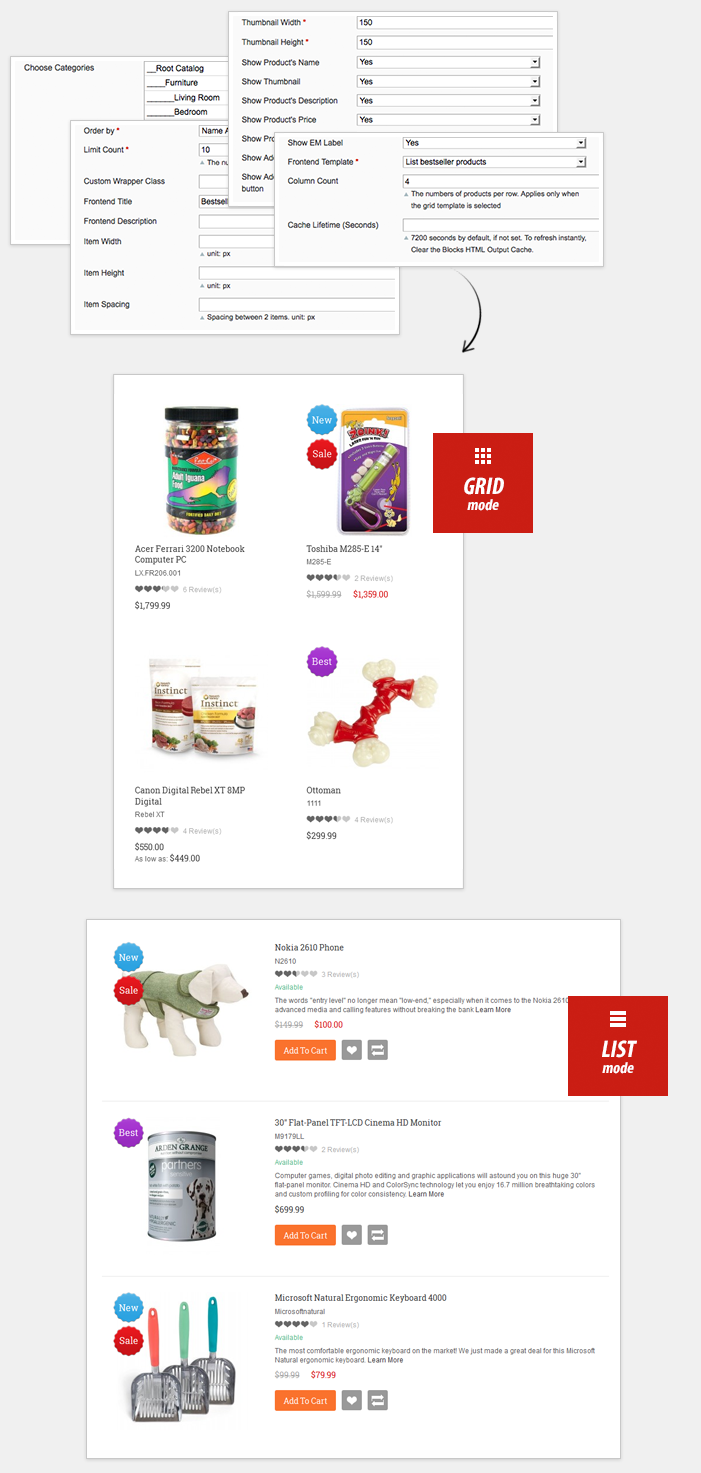 Thumbnail Width *
150
Thumbnail Height *
150
Show Product's Name
Yes
Show Thumbnail
Yes
Show Product's Description
Yes
Show Product's Price
Yes
Show Ad
Show Ad
button
Choose Categories
__Root Catalog
____Furniture
______Living Room
______Bedroom
Order by *
Name A
Limit Count *
10
The nu
Custom Wrapper Class
Frontend Title
Bestsel
Frontend Description
Item Width
unit: px
Item Height
unit: px
Item Spacing
Spacing between 2 items. unit: px
Show EM Label
Yes
Frontend Template *
List bestseller products
Column Count
4
The numbers of products per row. Applies only when
the grid template is selected
Cache Lifetime (Seconds)
7200 seconds by default, if not set. To refresh instantly,
Clear the Blocks HTML Output Cache.
GRID
mode
Adult Iguana
Food
Acer Ferrari 3200 Notebook
Computer PC
LX.FR206.001
6 Review(s)
$1,799.99
New
Sale
Toshiba M285-E 14"
M285-E
2 Review(s)
$1,599.99 $1,359.00
Instinct
Instinct
Canon Digital Rebel XT 8MP
Digital
Rebel XT
4 Review(s)
$550.00
As low as: $449.00
Best
Ottoman
1111
4 Review(s)
$299.99
LIST
mode
New
Sale
Nokia 2610 Phone
N2610
3 Review(s)
Available
The words "entry level" no longer mean "low-end," especially when it comes to the Nokia 2610
advanced media and calling features without breaking the bank Learn More
$149.99 $100.00
Add To Cart
Best
ARDEN GRANGE
partners
30" Flat-Panel TFT-LCD Cinema HD Monitor
M9179LL
2 Review(s)
Available
Computer games, digital photo editing and graphic applications will astound you on this huge 30"
flat-panel monitor. Cinema HD and ColorSync technology let you enjoy 16.7 million breathtaking colors
and custom profiling for color consistency. Learn More
$699.99
Add To Cart
New
Sale
Microsoft Natural Ergonomic Keyboard 4000
Microsoftnatural
1 Review(s)
Available
The most comfortable ergonomic keyboard on the market! We just made a great deal for this Microsoft
Natural ergonomic keyboard. Learn More
$99.99 $79.99
Add To Cart